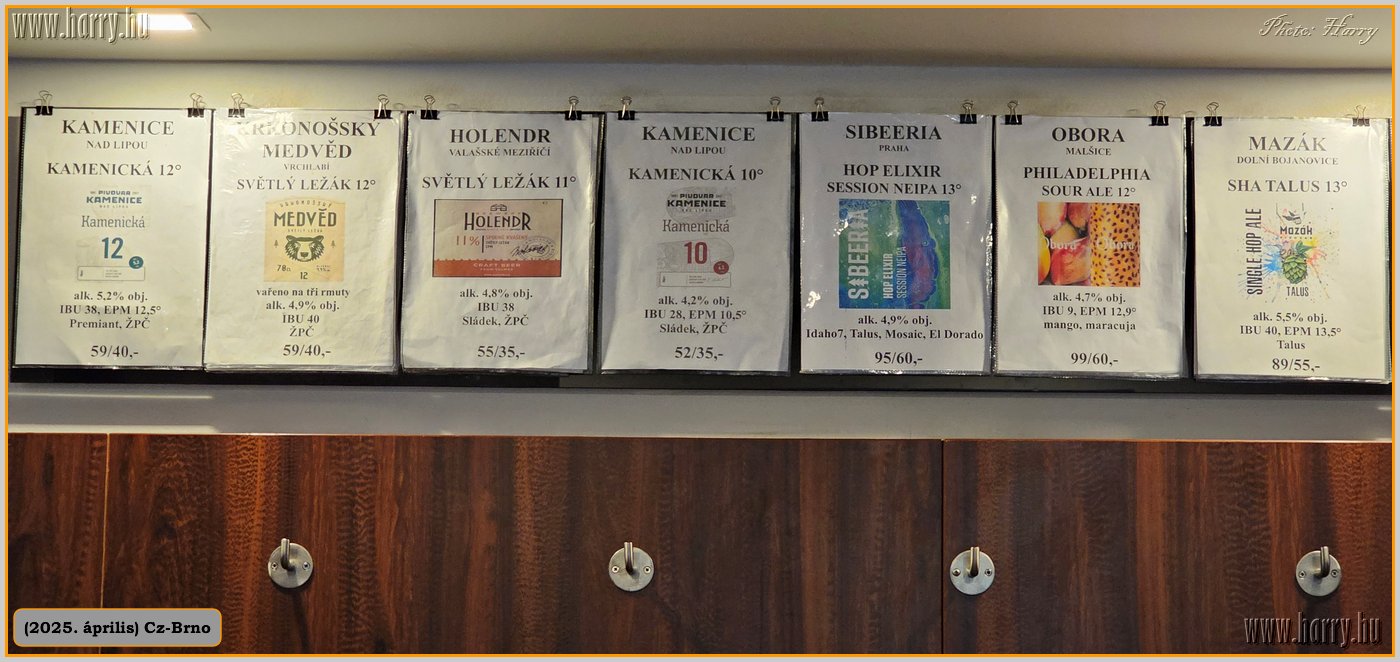 www.harry.hu
Photo: Harry
KAMENICE
NAD LIPOU
KAMENICKÁ 12°
PIVOVAR
KAMENICE
NAD LIPOU
Kamenická
12
alk. 5,2% obj.
IBU 38, EPM 12,5°
Premiant, ŽPČ
59/40,-
KRKONOŠSKY
MEDVĚD
VRCHLABÍ
SVĚTLÝ LEŽÁK 12°
KRKONOŠSKÝ
MEDVĚD
SVĚTLÝ LEŽÁK
12
vařeno na tři rmuty
alk. 4,9% obj.
IBU 40
ŽPČ
59/40,-
HOLENDR
VALAŠSKÉ MEZIŘÍČÍ
SVĚTLÝ LEŽÁK 11°
HOLENDR
11%
CRAFT BEER
alk. 4,8% obj.
IBU 38
Sládek, ŽPČ
55/35,-
KAMENICE
NAD LIPOU
KAMENICKÁ 10°
PIVOVAR
KAMENICE
NAD LIPOU
Kamenická
10
alk. 4,2% obj.
IBU 28, EPM 10,5°
Sládek, ŽPČ
52/35,-
SIBEERIA
PRAHA
HOP ELIXIR
SESSION NEIPA 13°
SIBEERIA
HOP ELIXIR
SESSION NEIPA
alk. 4,9% obj.
Idaho7, Talus, Mosaic, El Dorado
95/60,-
OBORA
MALŠICE
PHILADELPHIA
SOUR ALE 12°
Obora Obora
alk. 4,7% obj.
IBU 9, EPM 12,9°
mango, maracuja
99/60,-
MAZÁK
DOLNÍ BOJANOVICE
SHA TALUS 13°
SINGLE HOP ALE
Mazák
TALUS
alk. 5,5% obj.
IBU 40, EPM 13,5°
Talus
89/55,-
(2025. április) Cz-Brno
www.harry.hu